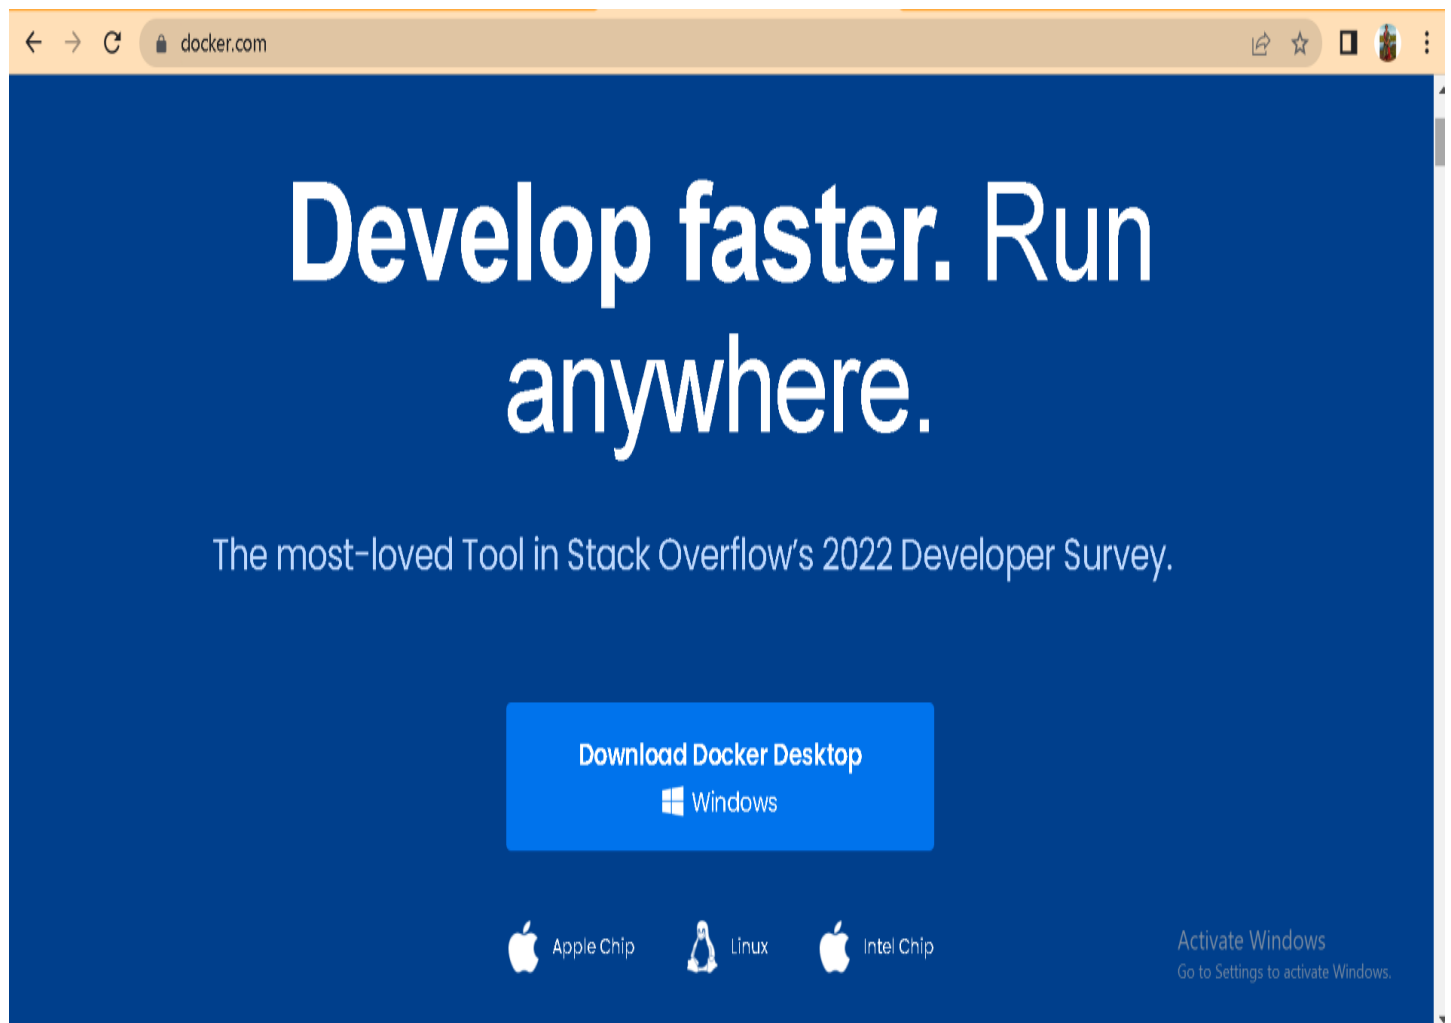 docker.com
Develop faster. Run
anywhere.
The most-loved Tool in Stack Overflow's 2022 Developer Survey.
Download Docker Desktop
Windows
Apple Chip Linux Intel Chip
Activate Windows
Go to Settings to activate Windows.